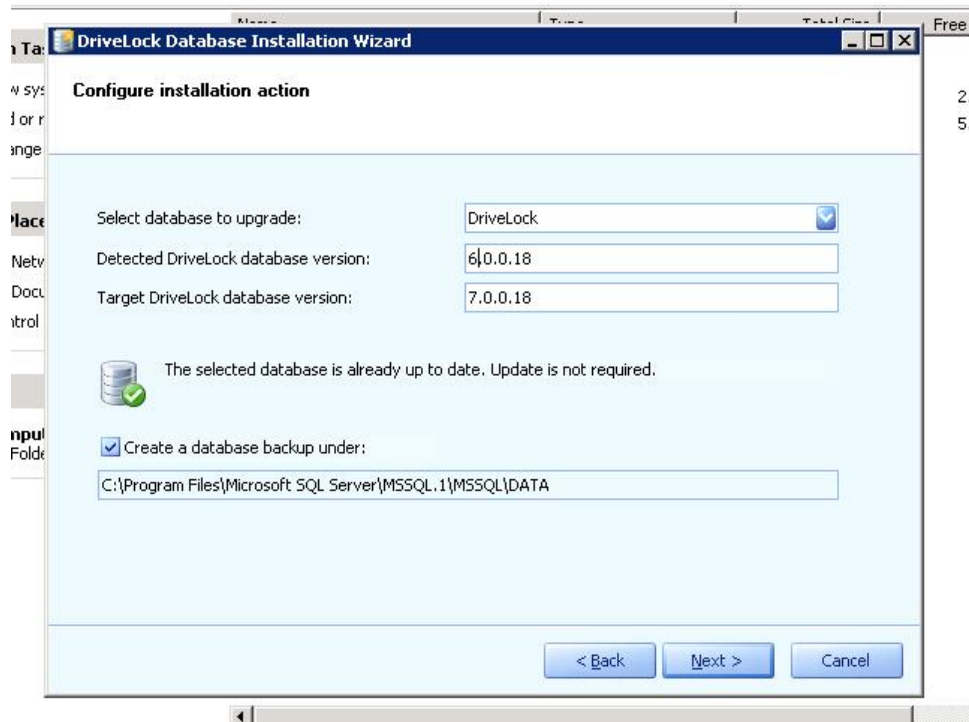 Free
DriveLock Database Installation Wizard
Configure installation action
Select database to upgrade: DriveLock
Detected DriveLock database version: 6.0.0.18
Target DriveLock database version: 7.0.0.18
The selected database is already up to date. Update is not required.
Create a database backup under:
C:\Program Files\Microsoft SQL Server\MSSQL.1\MSSQL\DATA
< Back
Next >
Cancel